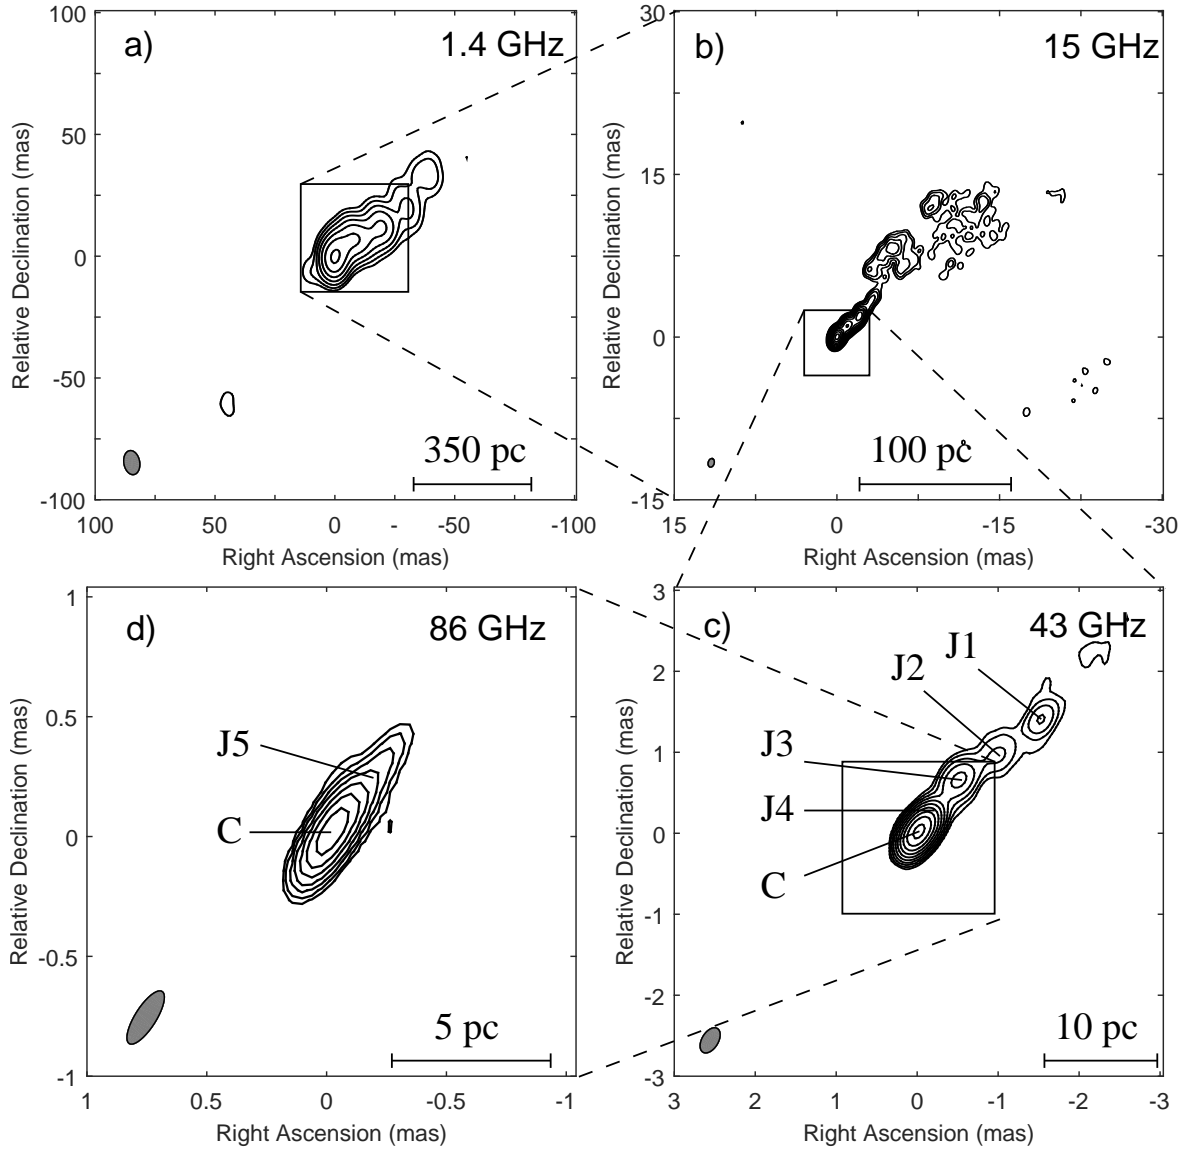 a)
1.4 GHz
100
50
0
-50
-100
100
50
0
-
-50
-100
Relative Declination (mas)
Right Ascension (mas)
350 pc
b)
15 GHz
30
15
0
-15
15
0
-15
-30
Relative Declination (mas)
Right Ascension (mas)
100 pc
d)
86 GHz
1
0.5
0
-0.5
-1
1
0.5
0
-0.5
-1
Relative Declination (mas)
Right Ascension (mas)
J5
C
5 pc
c)
43 GHz
3
2
1
0
-1
-2
-3
3
2
1
0
-1
-2
-3
Relative Declination (mas)
Right Ascension (mas)
J1
J2
J3
J4
C
10 pc